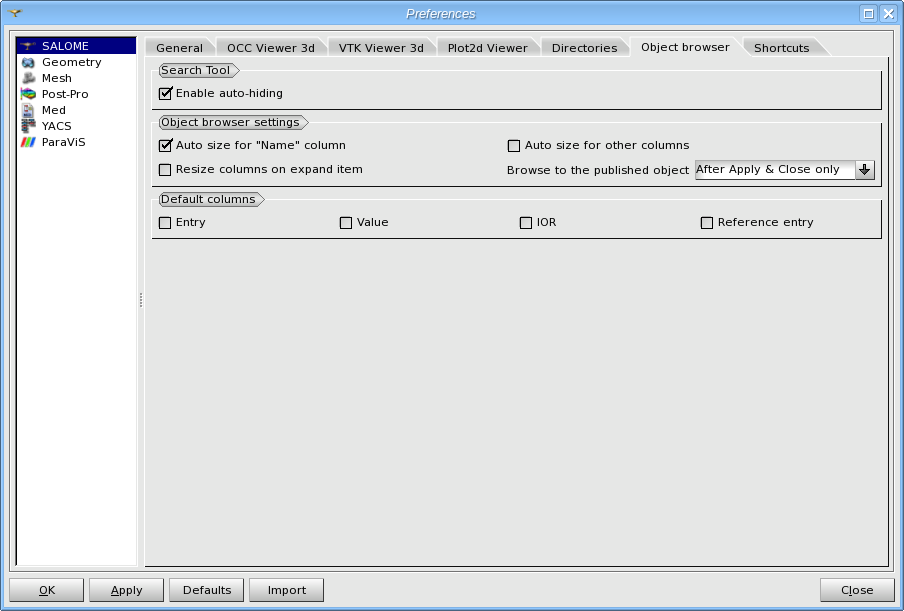 Preferences
SALOME
Geometry
Mesh
Post-Pro
Med
YACS
ParaViS
General OCC Viewer 3d VTK Viewer 3d Plot2d Viewer Directories Object browser Shortcuts
Search Tool
Enable auto-hiding
Object browser settings
Auto size for "Name" column Auto size for other columns
Resize columns on expand item Browse to the published object After Apply & Close only
Default columns
Entry Value IOR Reference entry
OK Apply Defaults Import Close